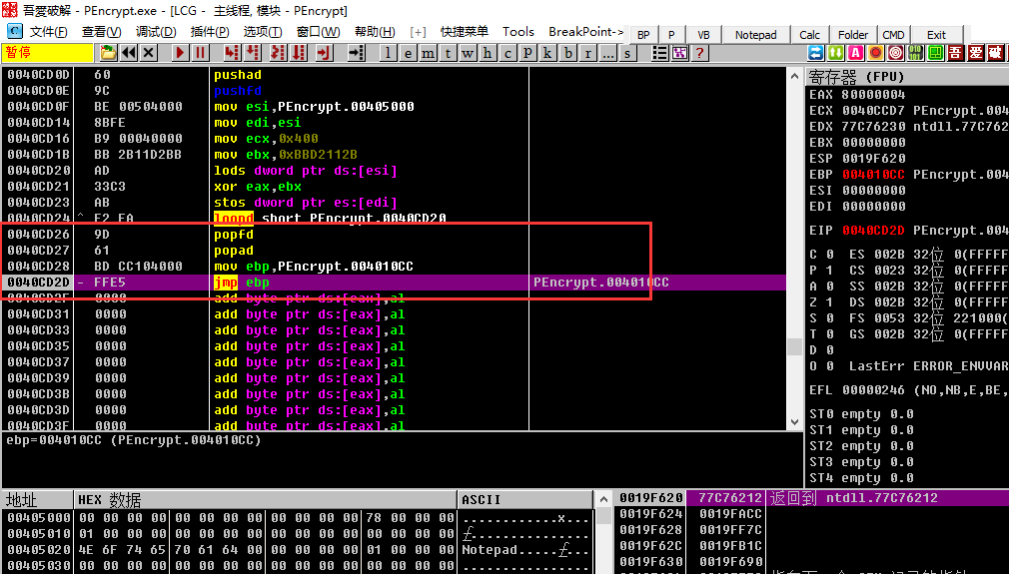 吾爱破解 - PEncrypt.exe - [LCG - 主线程, 模块 - PEncrypt]
C 文件(F) 查看(V) 调试(D) 插件(P) 选项(T) 窗口(W) 帮助(H) [+] 快捷菜单 Tools BreakPoint-> BP P VB Notepad Calc Folder CMD Exit
暂停 l e m t w h c P k b r ... s ? 吾 愛 破
0040CD0D 60 pushad
0040CD0E 9C pushfd
0040CD0F BE 00504000 mov esi,PEncrypt.00405000
0040CD14 8BFE mov edi,esi
0040CD16 B9 00040000 mov ecx,0x400
0040CD1B BB 2B11D2BB mov ebx,0xBBD2112B
0040CD20 AD lods dword ptr ds:[esi]
0040CD21 33C3 xor eax,ebx
0040CD23 AB stos dword ptr es:[edi]
0040CD24 ^ E2 FA loopd short PEncrypt.0040CD20
0040CD26 9D popfd
0040CD27 61 popad
0040CD28 BD CC104000 mov ebp,PEncrypt.004010CC
0040CD2D - FFE5 jmp ebp PEncrypt.004010CC
0040CD2F 0000 add byte ptr ds:[eax],al
0040CD31 0000 add byte ptr ds:[eax],al
0040CD33 0000 add byte ptr ds:[eax],al
0040CD35 0000 add byte ptr ds:[eax],al
0040CD37 0000 add byte ptr ds:[eax],al
0040CD39 0000 add byte ptr ds:[eax],al
0040CD3B 0000 add byte ptr ds:[eax],al
0040CD3D 0000 add byte ptr ds:[eax],al
0040CD3F 0000 add byte ptr ds:[eax],al
ebp=004010CC (PEncrypt.004010CC)
寄存器 (FPU)
EAX 80000004
ECX 0040CCD7 PEncrypt.004
EDX 77C76230 ntdll.77C762
EBX 00000000
ESP 0019F620
EBP 004010CC PEncrypt.004
ESI 00000000
EDI 00000000
EIP 0040CD2D PEncrypt.004
C 0 ES 002B 32位 0(FFFFF
P 1 CS 0023 32位 0(FFFFF
A 0 SS 002B 32位 0(FFFFF
Z 1 DS 002B 32位 0(FFFFF
S 0 FS 0053 32位 221000(
T 0 GS 002B 32位 0(FFFFF
D 0
O 0 LastErr ERROR_ENVVAR
EFL 00000246 (NO,NB,E,BE,
ST0 empty 0.0
ST1 empty 0.0
ST2 empty 0.0
ST3 empty 0.0
ST4 empty 0.0
地址 HEX 数据 ASCII
00405000 00 00 00 00 00 00 00 00 00 00 00 00 78 00 00 00 ............x...
00405010 01 00 00 00 00 00 00 00 00 00 00 00 00 00 00 00
00405020 4E 6F 74 65 70 61 64 00 00 00 00 00 01 00 00 00 Notepad.....
00405030 00 00 00 00 00 00 00 00 00 00 00 00 00 00 00 00 ................
0019F620 77C76212 返回到 ntdll.77C76212
0019F624 0019FACC
0019F628 0019FF7C
0019F62C 0019FB1C
0019F630 0019F690